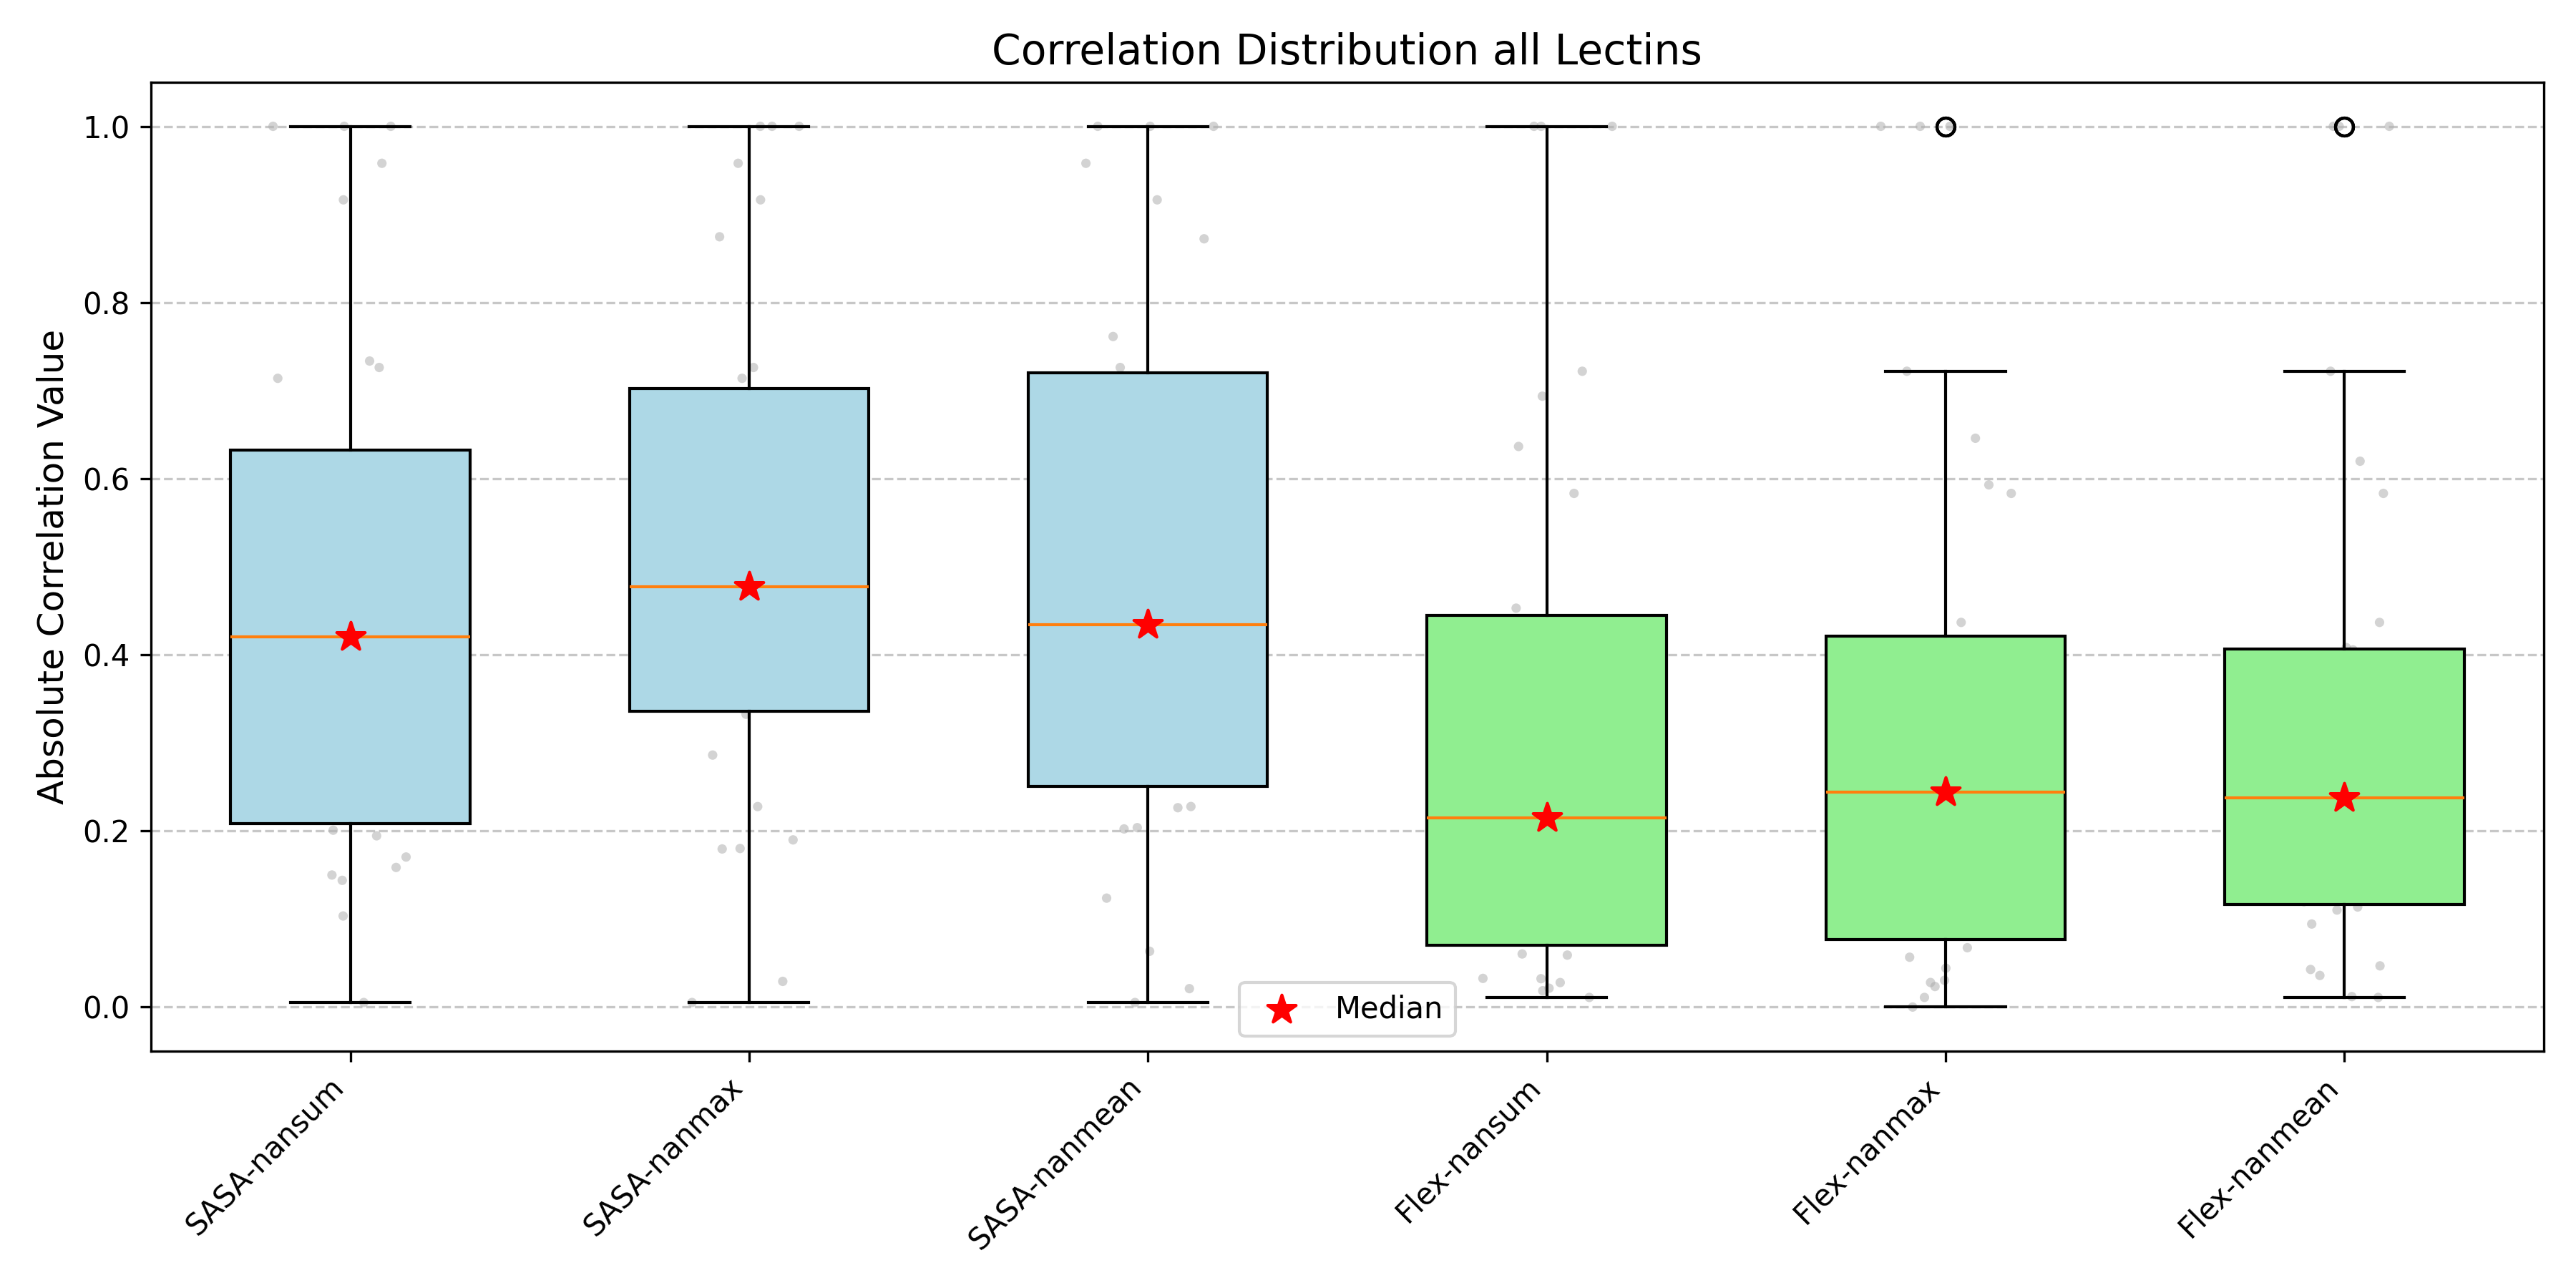 Correlation Distribution all Lectins
Absolute Correlation Value
1.0
0.8
0.6
0.4
0.2
0.0
Median
SASA-nansum
SASA-nanmax
SASA-nanmean
Flex-nansum
Flex-nanmax
Flex-nanmean